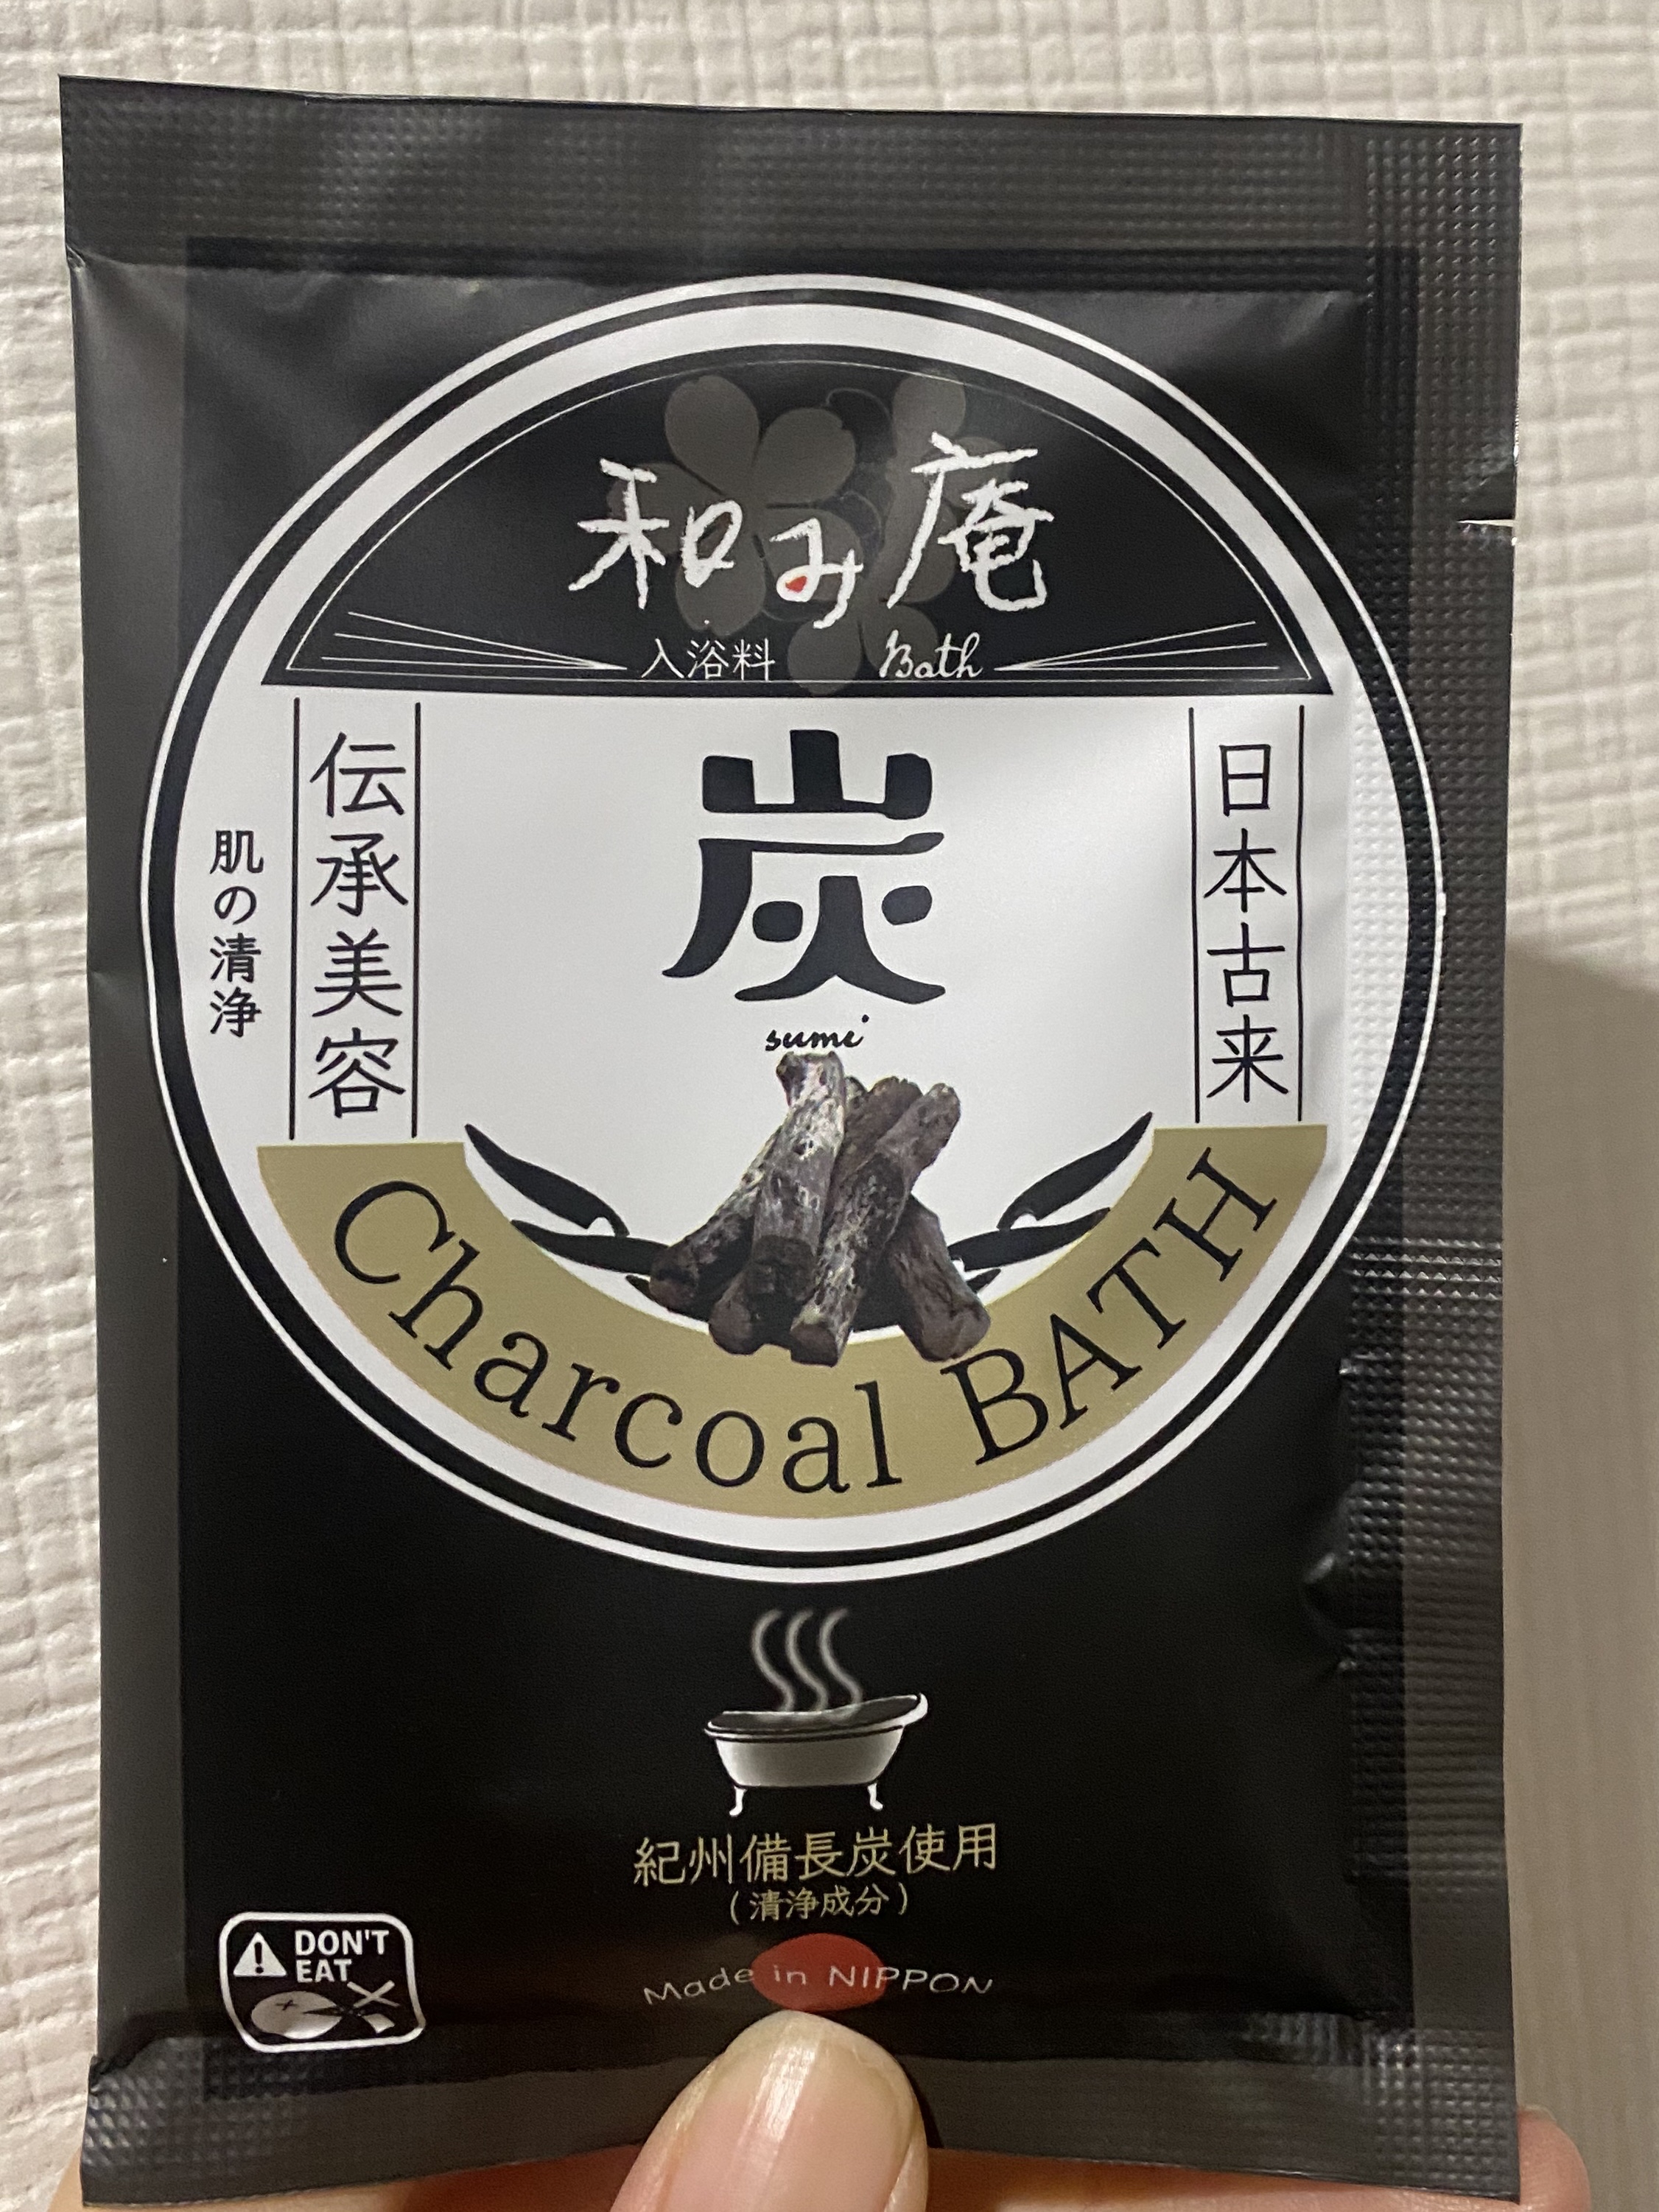 和み庵
入浴料 Bath
日本古来
炭
sumi
伝承美容
肌の清浄
Charcoal BATH
紀州備長炭使用
(清浄成分)
Made in NIPPON
DON'T
EAT